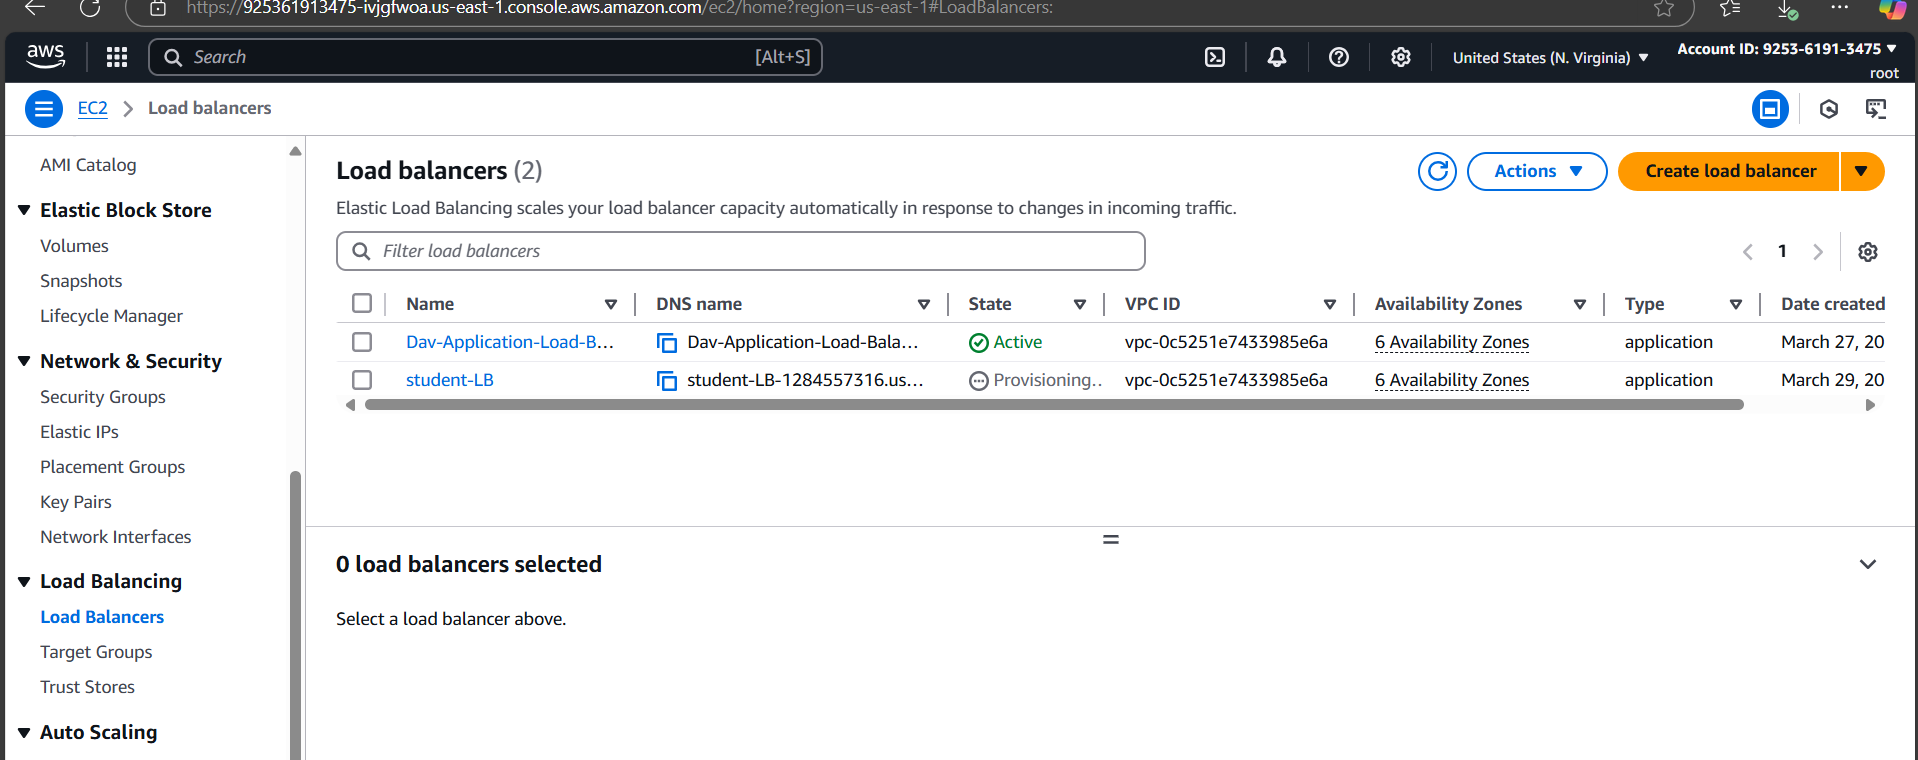 https://925361913475-ivjgfwoa.us-east-1.console.aws.amazon.com/ec2/home?region=us-east-1#LoadBalancers:
aws
Search [Alt+S]
United States (N. Virginia)
Account ID: 9253-6191-3475
root
EC2 > Load balancers
AMI Catalog
Elastic Block Store
Volumes
Snapshots
Lifecycle Manager
Network & Security
Security Groups
Elastic IPs
Placement Groups
Key Pairs
Network Interfaces
Load Balancing
Load Balancers
Target Groups
Trust Stores
Auto Scaling
Load balancers (2)
Actions
Create load balancer
Elastic Load Balancing scales your load balancer capacity automatically in response to changes in incoming traffic.
Filter load balancers
1
Name DNS name State VPC ID Availability Zones Type Date created
Dav-Application-Load-B... Dav-Application-Load-Bala... Active vpc-0c5251e7433985e6a 6 Availability Zones application March 27, 20
student-LB student-LB-1284557316.us... Provisioning.. vpc-0c5251e7433985e6a 6 Availability Zones application March 29, 20
0 load balancers selected
Select a load balancer above.